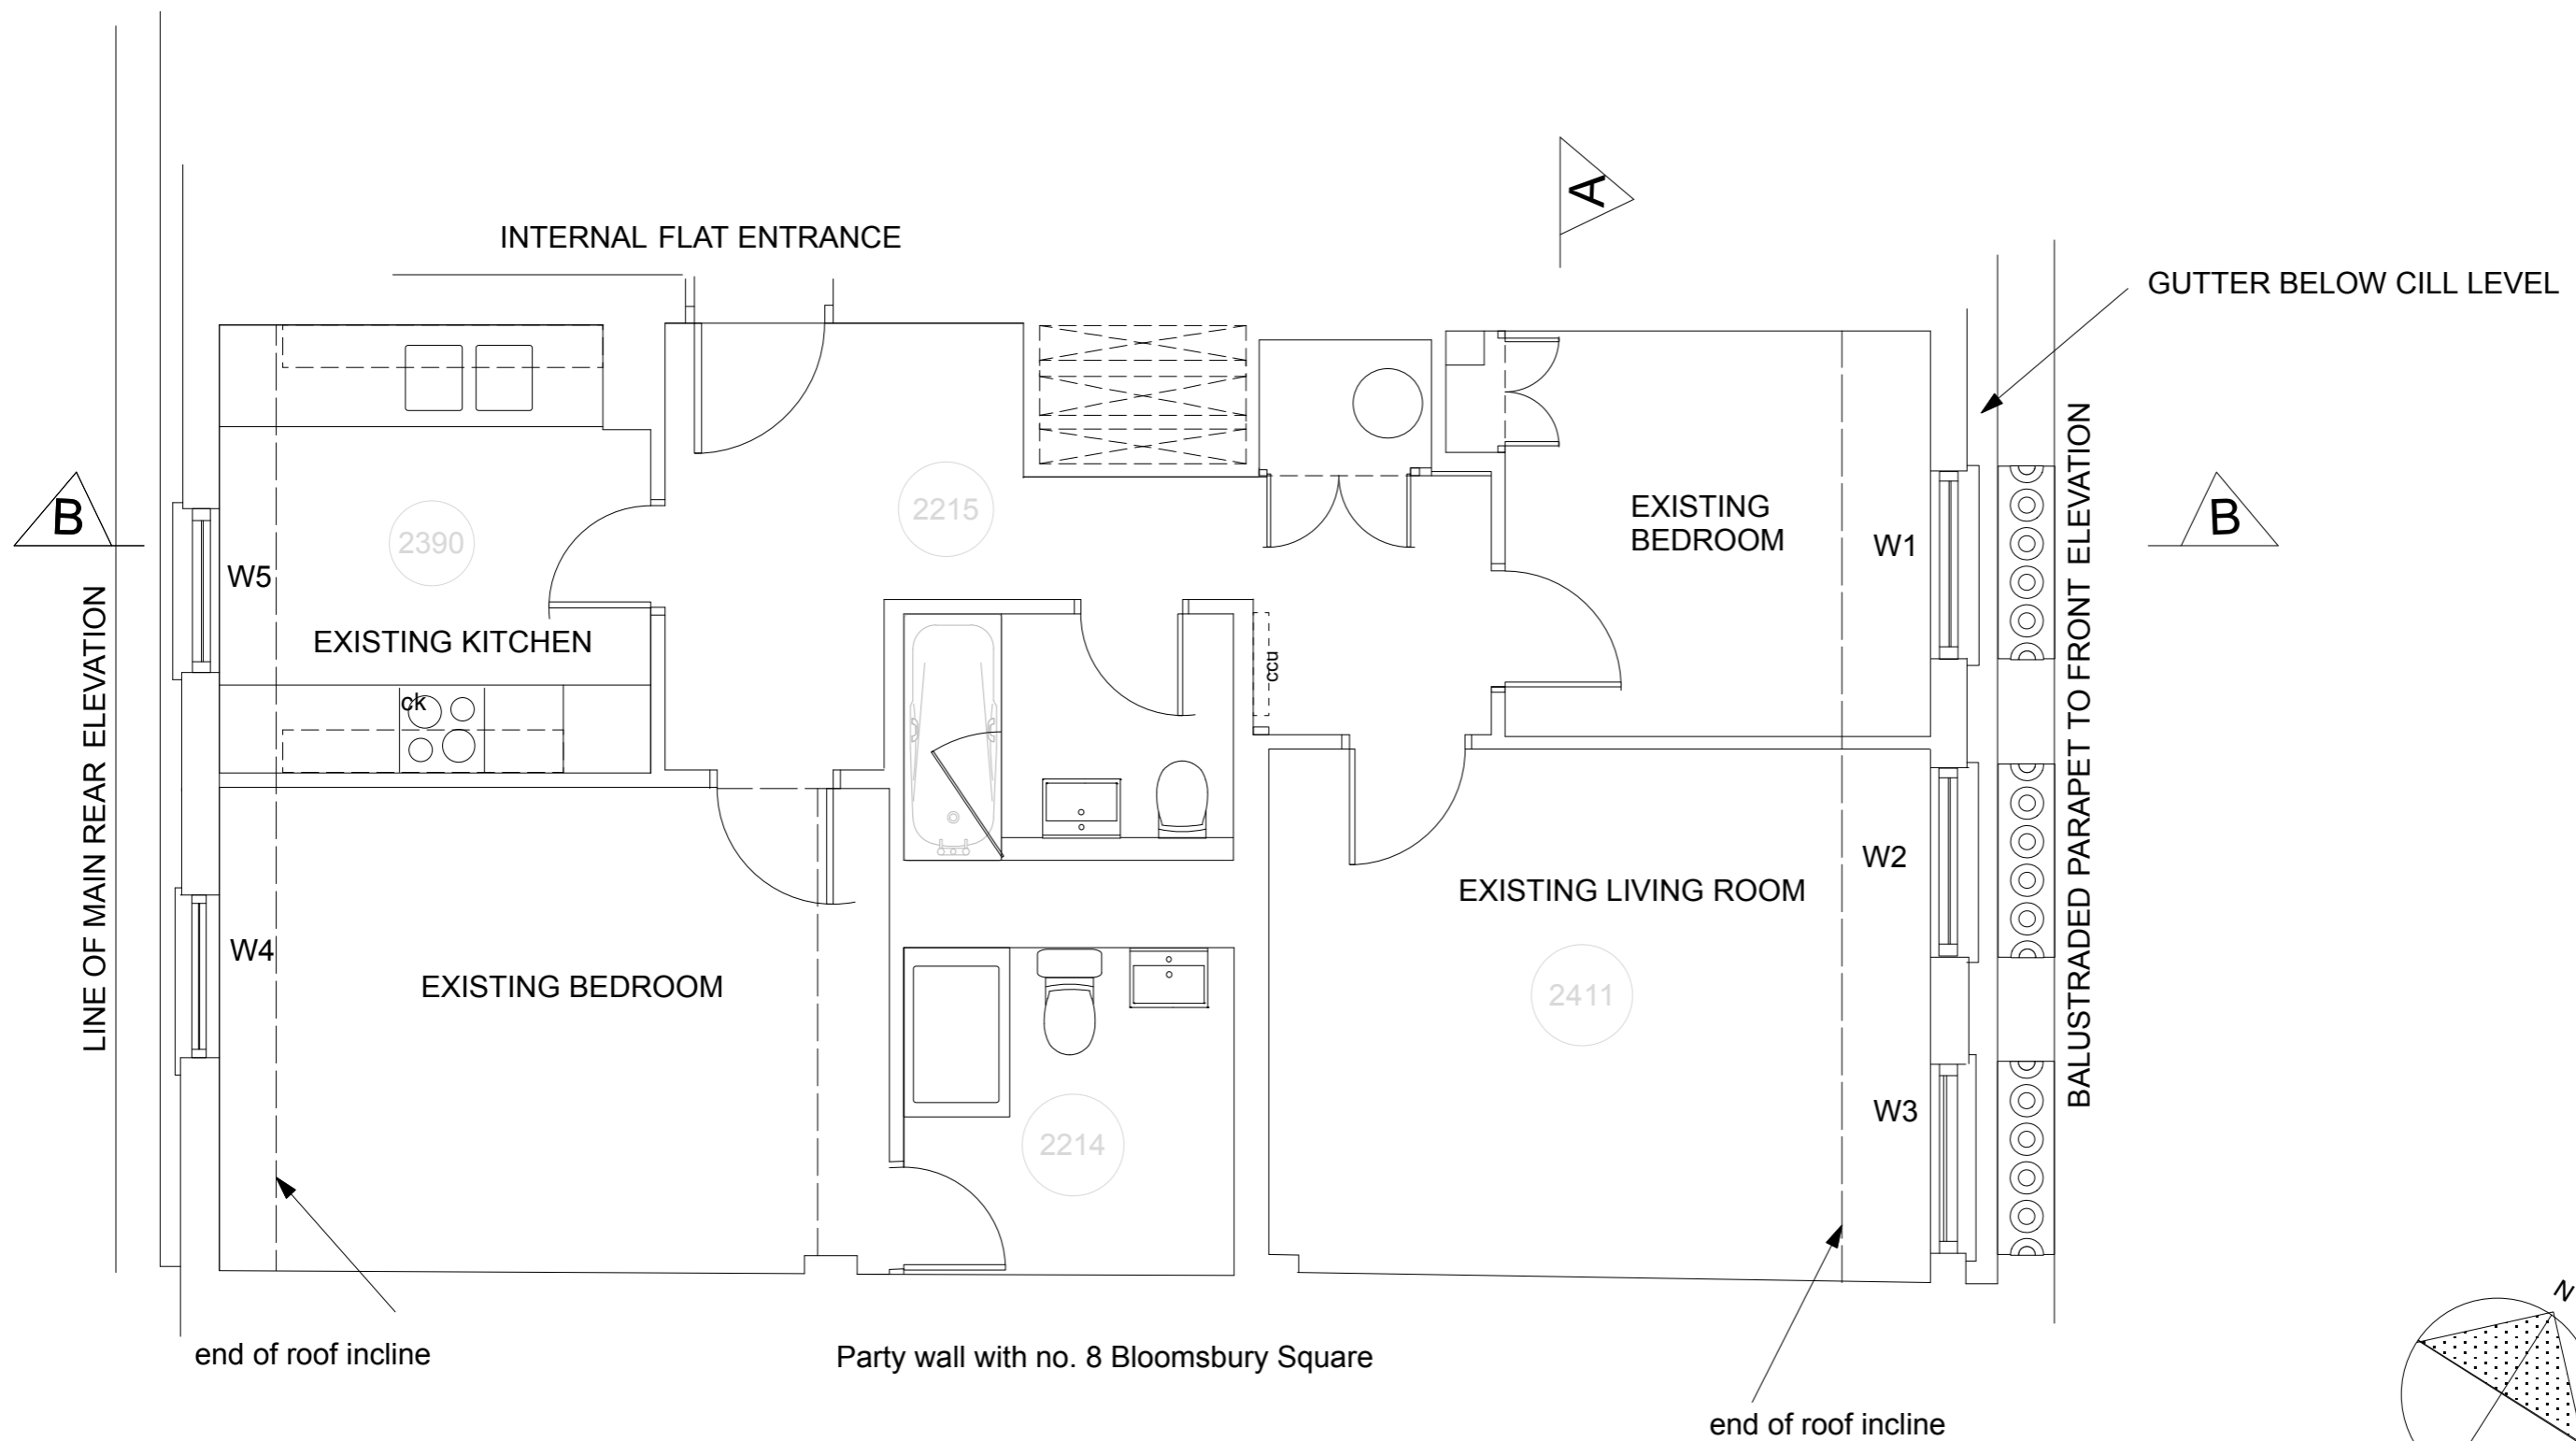 A
INTERNAL FLAT ENTRANCE
GUTTER BELOW CILL LEVEL
B
2390
2215
EXISTING
BEDROOM
W1
B
W5
EXISTING KITCHEN
ck
ccu
LINE OF MAIN REAR ELEVATION
BALUSTRADED PARAPET TO FRONT ELEVATION
W2
EXISTING LIVING ROOM
W4
EXISTING BEDROOM
2411
W3
2214
N
end of roof incline
Party wall with no. 8 Bloomsbury Square
end of roof incline